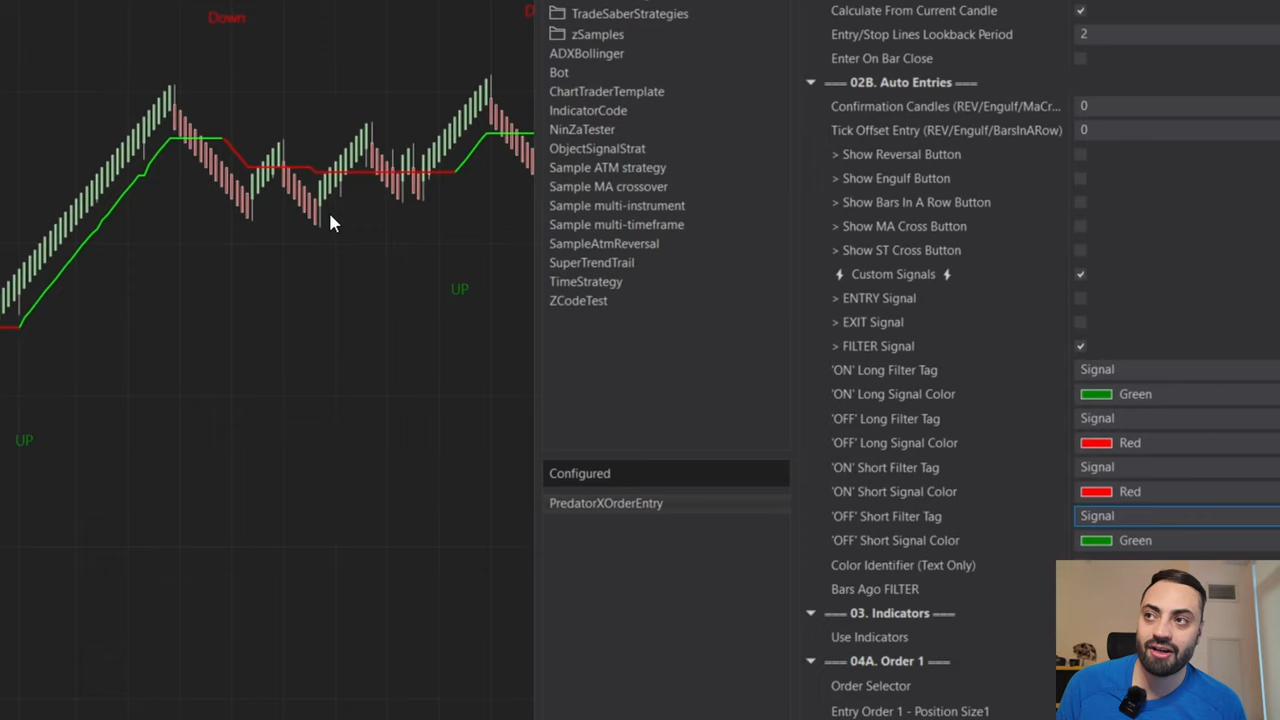 Down
D
UP
UP
TradeSaberStrategies
zSamples
ADXBollinger
Bot
ChartTraderTemplate
IndicatorCode
NinZaTester
ObjectSignalStrat
Sample ATM strategy
Sample MA crossover
Sample multi-instrument
Sample multi-timeframe
SampleAtmReversal
SuperTrendTrail
TimeStrategy
ZCodeTest
Configured
PredatorXOrderEntry
Calculate From Current Candle
Entry/Stop Lines Lookback Period 2
Enter On Bar Close
=== 02B. Auto Entries ===
Confirmation Candles (REV/Engulf/MaCr... 0
Tick Offset Entry (REV/Engulf/BarsInARow) 0
> Show Reversal Button
> Show Engulf Button
> Show Bars In A Row Button
> Show MA Cross Button
> Show ST Cross Button
Custom Signals
> ENTRY Signal
> EXIT Signal
> FILTER Signal
'ON' Long Filter Tag Signal
'ON' Long Signal Color Green
'OFF' Long Filter Tag Signal
'OFF' Long Signal Color Red
'ON' Short Filter Tag Signal
'ON' Short Signal Color Red
'OFF' Short Filter Tag Signal
'OFF' Short Signal Color Green
Color Identifier (Text Only)
Bars Ago FILTER
=== 03. Indicators ===
Use Indicators
=== 04A. Order 1 ===
Order Selector
Entry Order 1 - Position Size1